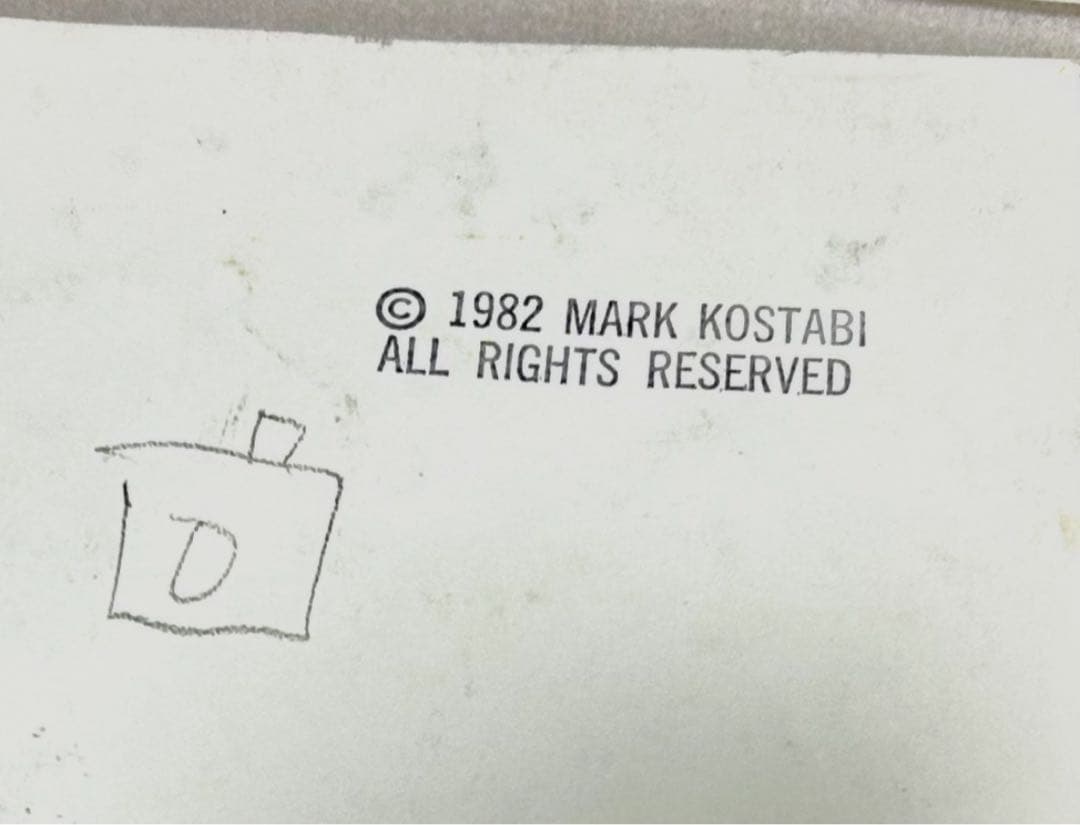 © 1982 MARK KOSTABI
ALL RIGHTS RESERVED
D